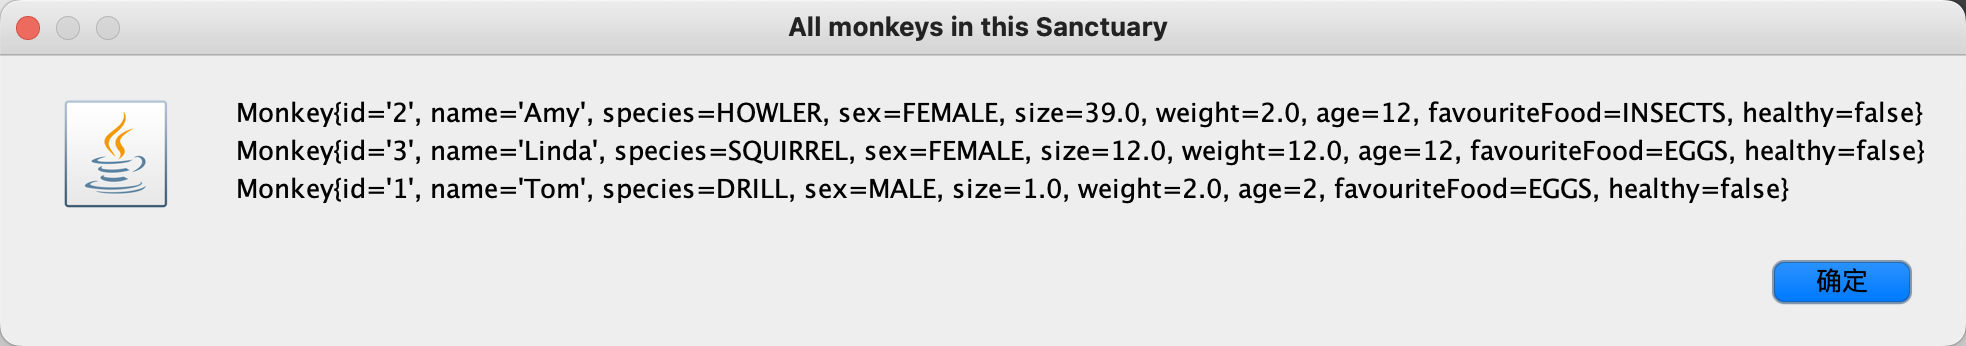 All monkeys in this Sanctuary
Monkey{id='2', name='Amy', species=HOWLER, sex=FEMALE, size=39.0, weight=2.0, age=12, favouriteFood=INSECTS, healthy=false}
Monkey{id='3', name='Linda', species=SQUIRREL, sex=FEMALE, size=12.0, weight=12.0, age=12, favouriteFood=EGGS, healthy=false}
Monkey{id='1', name='Tom', species=DRILL, sex=MALE, size=1.0, weight=2.0, age=2, favouriteFood=EGGS, healthy=false}
确定